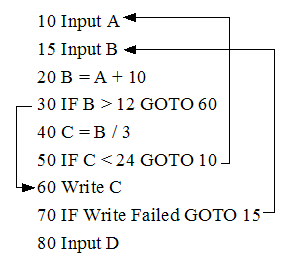 10 Input A
15 Input B
20 B = A + 10
30 IF B > 12 GOTO 60
40 C = B / 3
50 IF C < 24 GOTO 10
60 Write C
70 IF Write Failed GOTO 15
80 Input D